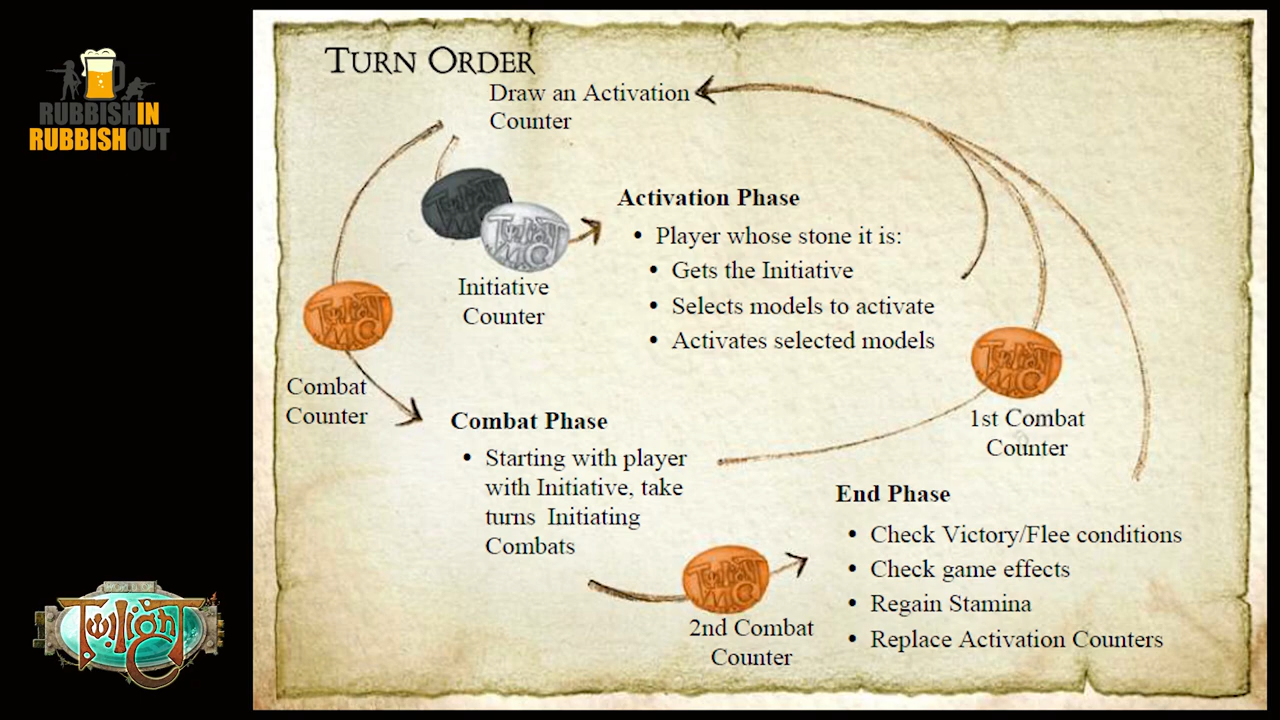 RUBBISHIN
RUBBISHOUT
TURN ORDER
Draw an Activation
Counter
Initiative
Counter
Activation Phase
• Player whose stone it is:
• Gets the Initiative
• Selects models to activate
• Activates selected models
Combat
Counter
Combat Phase
• Starting with player
with Initiative, take
turns Initiating
Combats
1st Combat
Counter
2nd Combat
Counter
End Phase
• Check Victory/Flee conditions
• Check game effects
• Regain Stamina
• Replace Activation Counters
Twilight